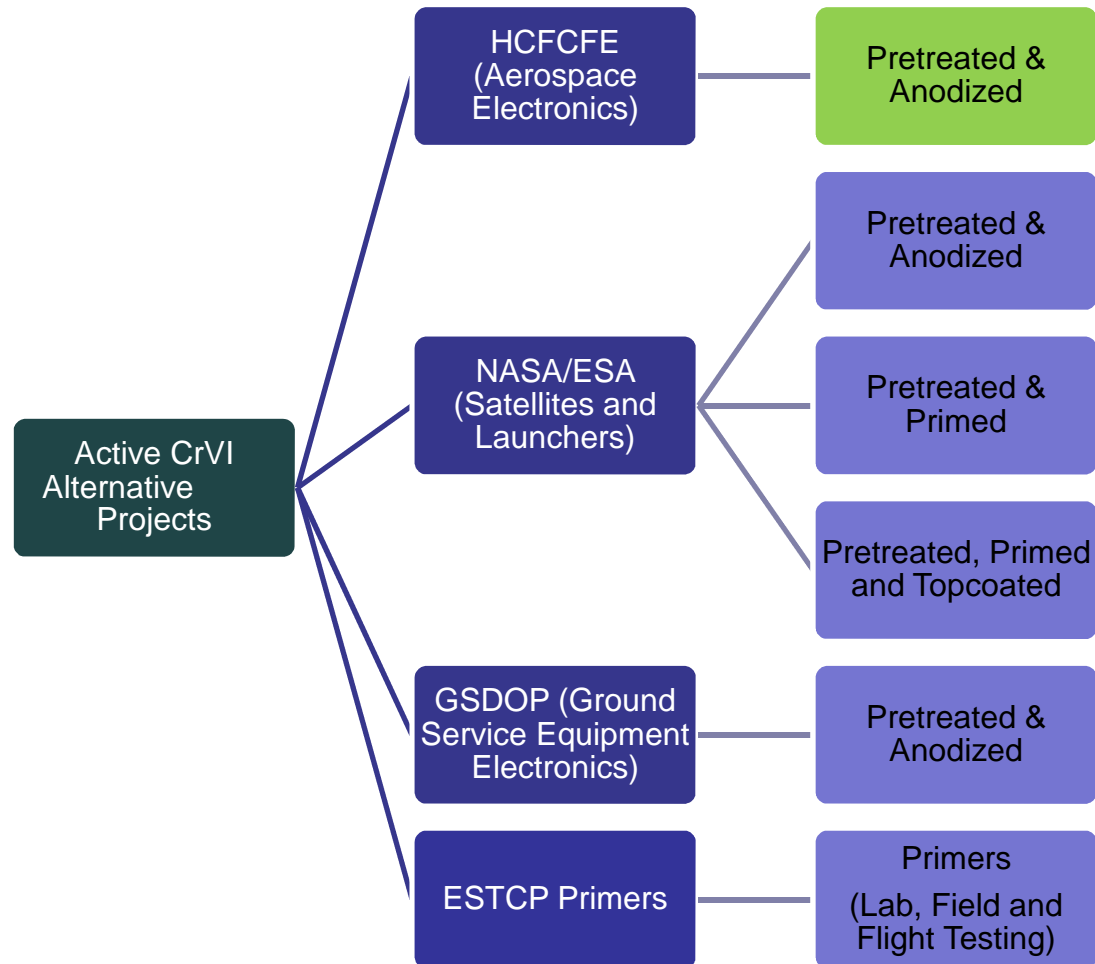 Active CrVI
Alternative
Projects
HCFCFE
(Aerospace
Electronics)
Pretreated &
Anodized
NASA/ESA
(Satellites and
Launchers)
Pretreated &
Anodized
Pretreated &
Primed
Pretreated, Primed
and Topcoated
GSDOP (Ground
Service Equipment
Electronics)
Pretreated &
Anodized
ESTCP Primers
Primers
(Lab, Field and
Flight Testing)